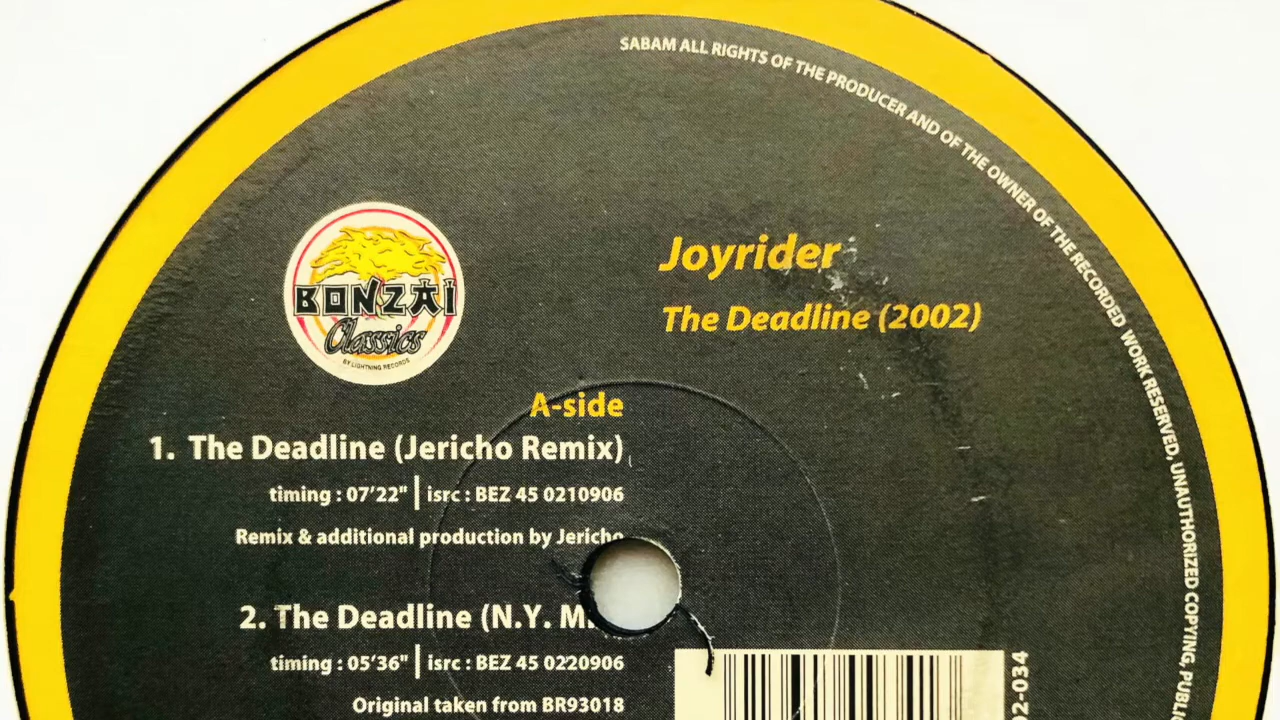 SABAM ALL RIGHTS OF THE PRODUCER AND OF THE OWNER OF THE RECORDED WORK RESERVED, UNAUTHORIZED COPYING,
BONZAI
Classics
BY LIGHTNING RECORDS
Joyrider
The Deadline (2002)
A-side
1. The Deadline (Jericho Remix)
timing : 07'22" | isrc : BEZ 45 0210906
Remix & additional production by Jericho
2. The Deadline (N.Y.
timing : 05'36" | isrc : BEZ 45 0220906
Original taken from BR93018
2-034